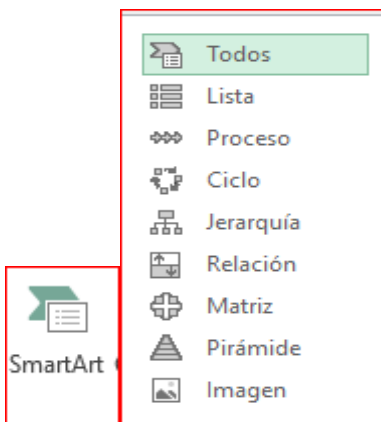 Todos
Lista
Proceso
Ciclo
Jerarquía
Relación
Matriz
Pirámide
Imagen
SmartArt